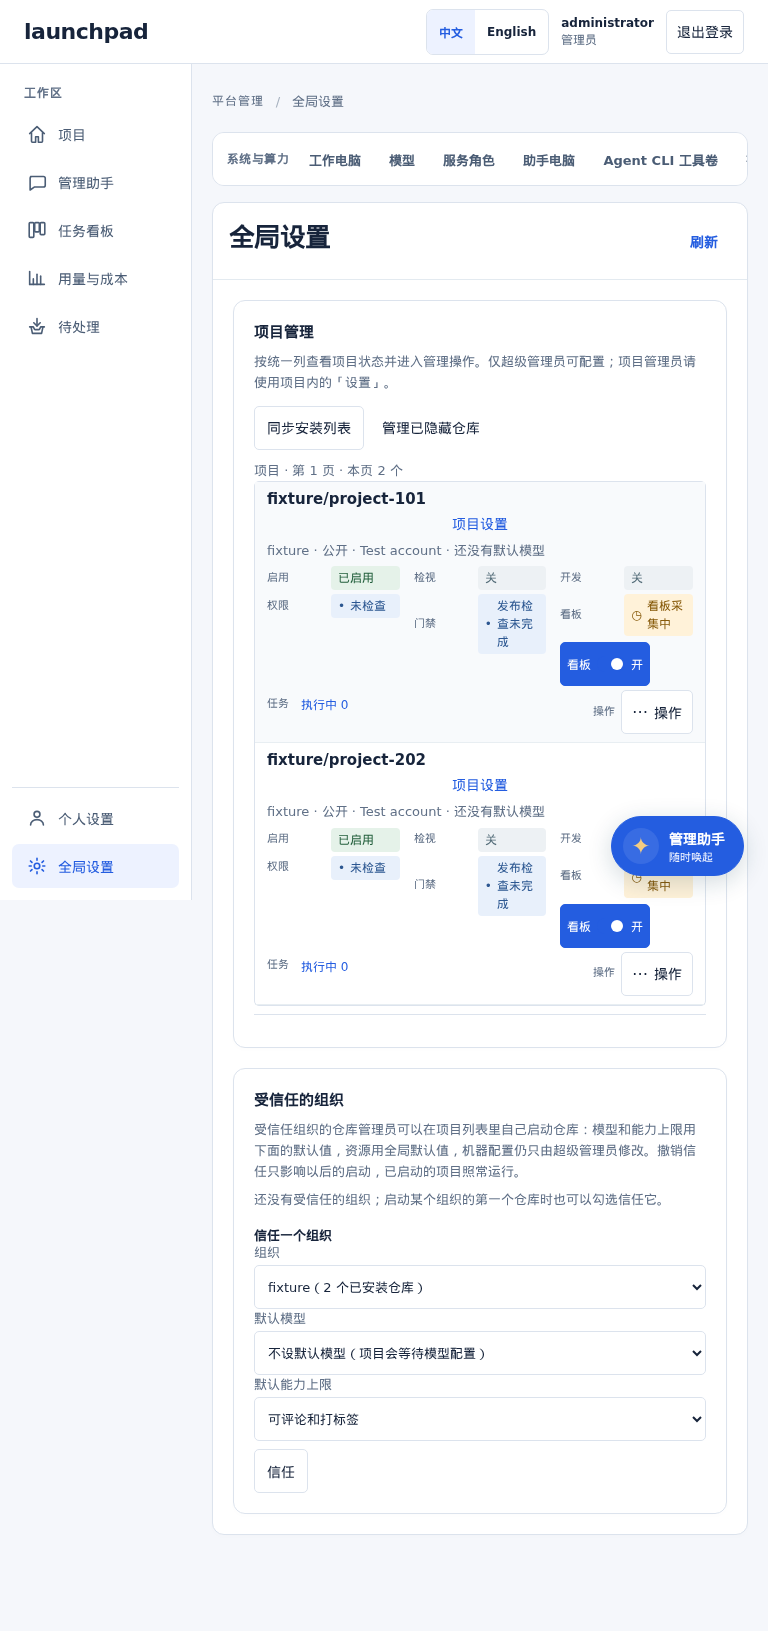 launchpad
中文
English
administrator
管理员
退出登录
工作区
项目
管理助手
任务看板
用量与成本
待处理
个人设置
全局设置
平台管理 / 全局设置
系统与算力
工作电脑
模型
服务角色
助手电脑
Agent CLI 工具卷
全局设置
刷新
项目管理
按统一列查看项目状态并进入管理操作。仅超级管理员可配置；项目管理员请
使用项目内的「设置」。
同步安装列表
管理已隐藏仓库
项目 · 第 1 页 · 本页 2 个
fixture/project-101
项目设置
fixture · 公开 · Test account · 还没有默认模型
启用
已启用
检视
关
开发
关
权限
• 未检查
门禁
• 发布检
查未完
成
看板
◷ 看板采
集中
看板
开
任务
执行中 0
操作
··· 操作
fixture/project-202
项目设置
fixture · 公开 · Test account · 还没有默认模型
启用
已启用
检视
关
开发
权限
• 未检查
门禁
• 发布检
查未完
成
看板
◷
集中
看板
开
任务
执行中 0
操作
··· 操作
管理助手
随时唤起
受信任的组织
受信任组织的仓库管理员可以在项目列表里自己启动仓库：模型和能力上限用
下面的默认值，资源用全局默认值，机器配置仍只由超级管理员修改。撤销信
任只影响以后的启动，已启动的项目照常运行。
还没有受信任的组织；启动某个组织的第一个仓库时也可以勾选信任它。
信任一个组织
组织
fixture（2 个已安装仓库）
默认模型
不设默认模型（项目会等待模型配置）
默认能力上限
可评论和打标签
信任